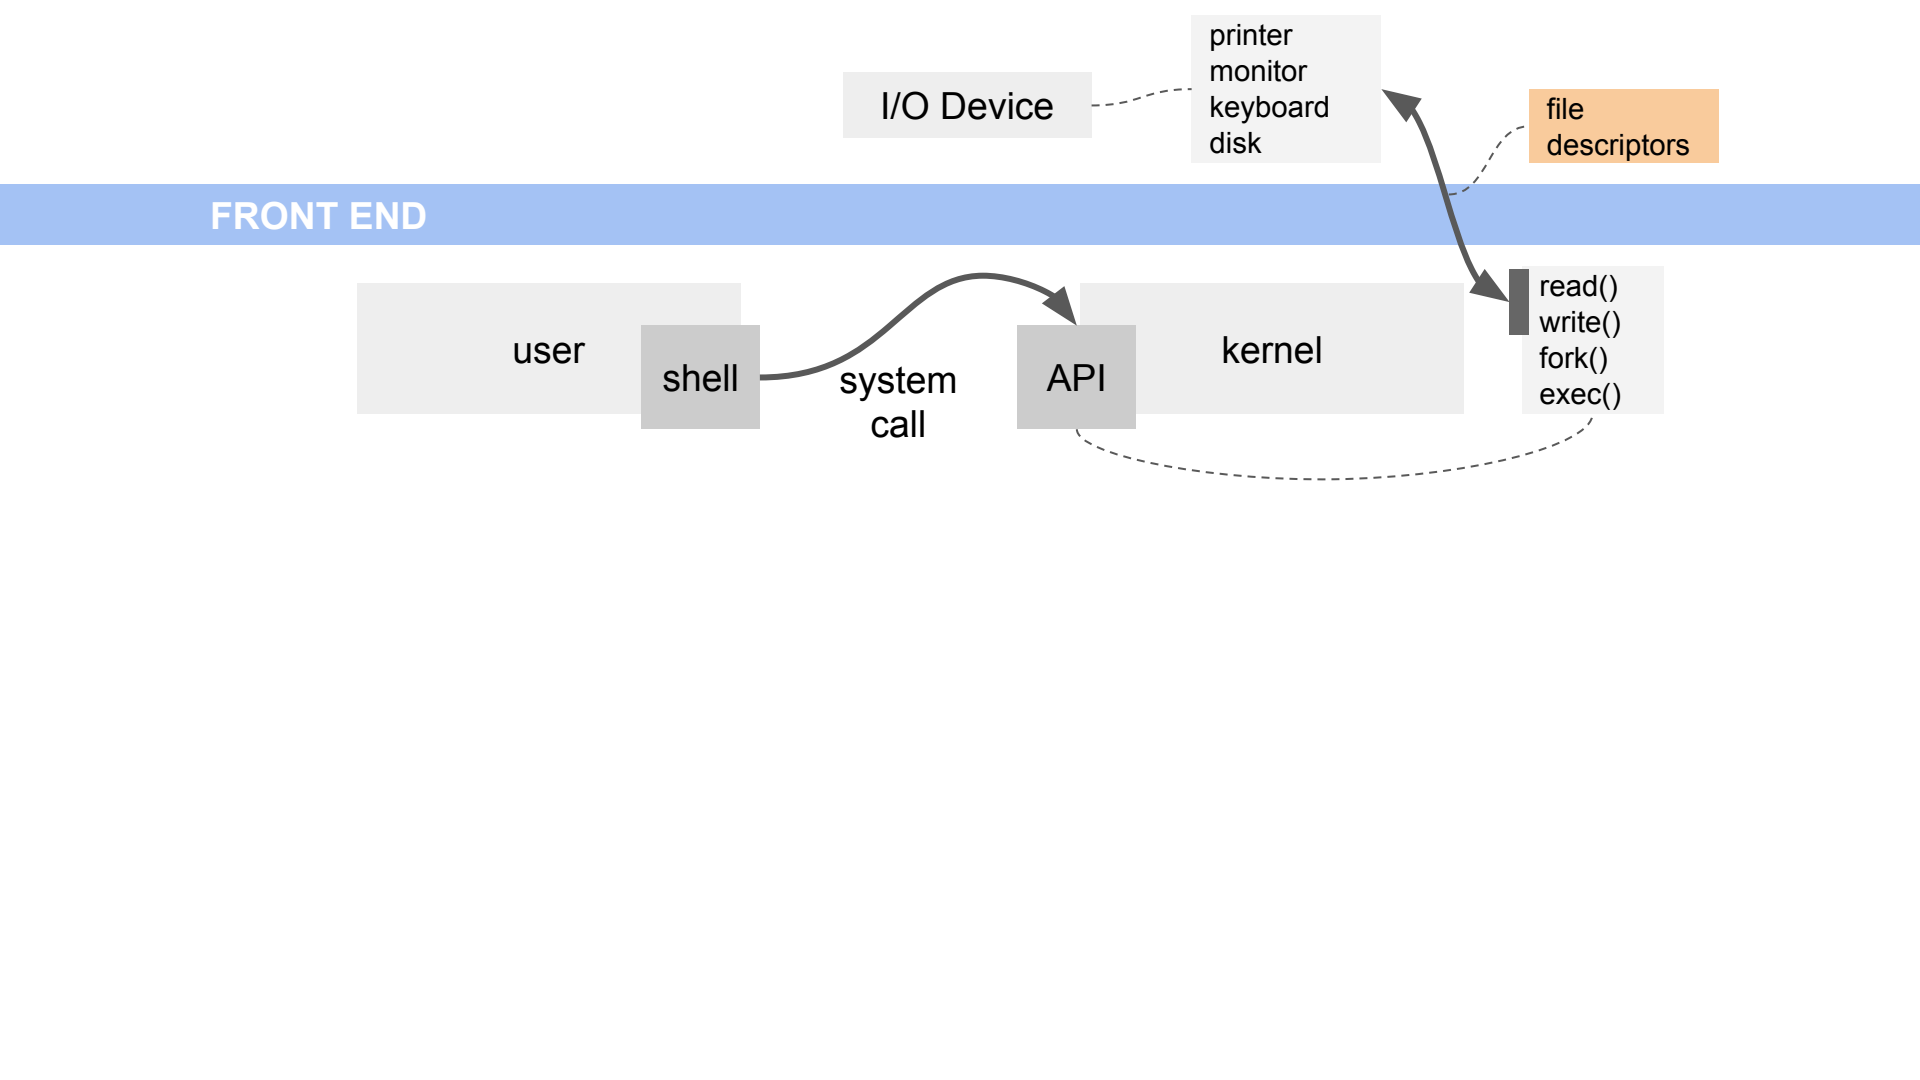 printer
monitor
keyboard
disk
I/O Device
file
descriptors
FRONT END
user
shell
system
call
API
kernel
read()
write()
fork()
exec()